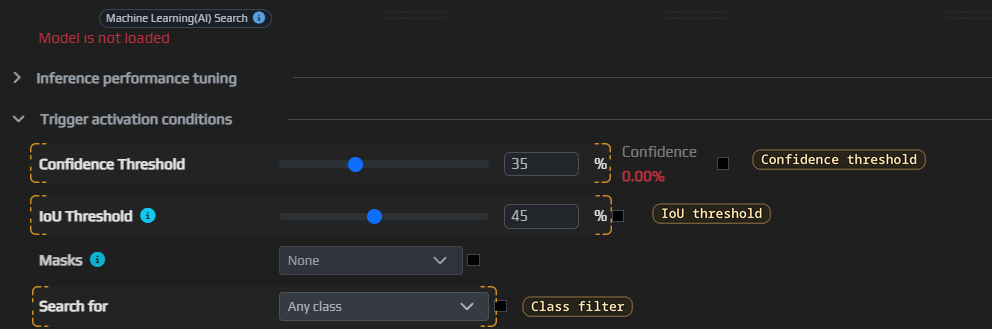 Machine Learning(AI) Search
Model is not loaded
Inference performance tuning
Trigger activation conditions
Confidence Threshold 35 % Confidence 0.00% Confidence threshold
IoU Threshold 45 % IoU threshold
Masks None
Search for Any class Class filter